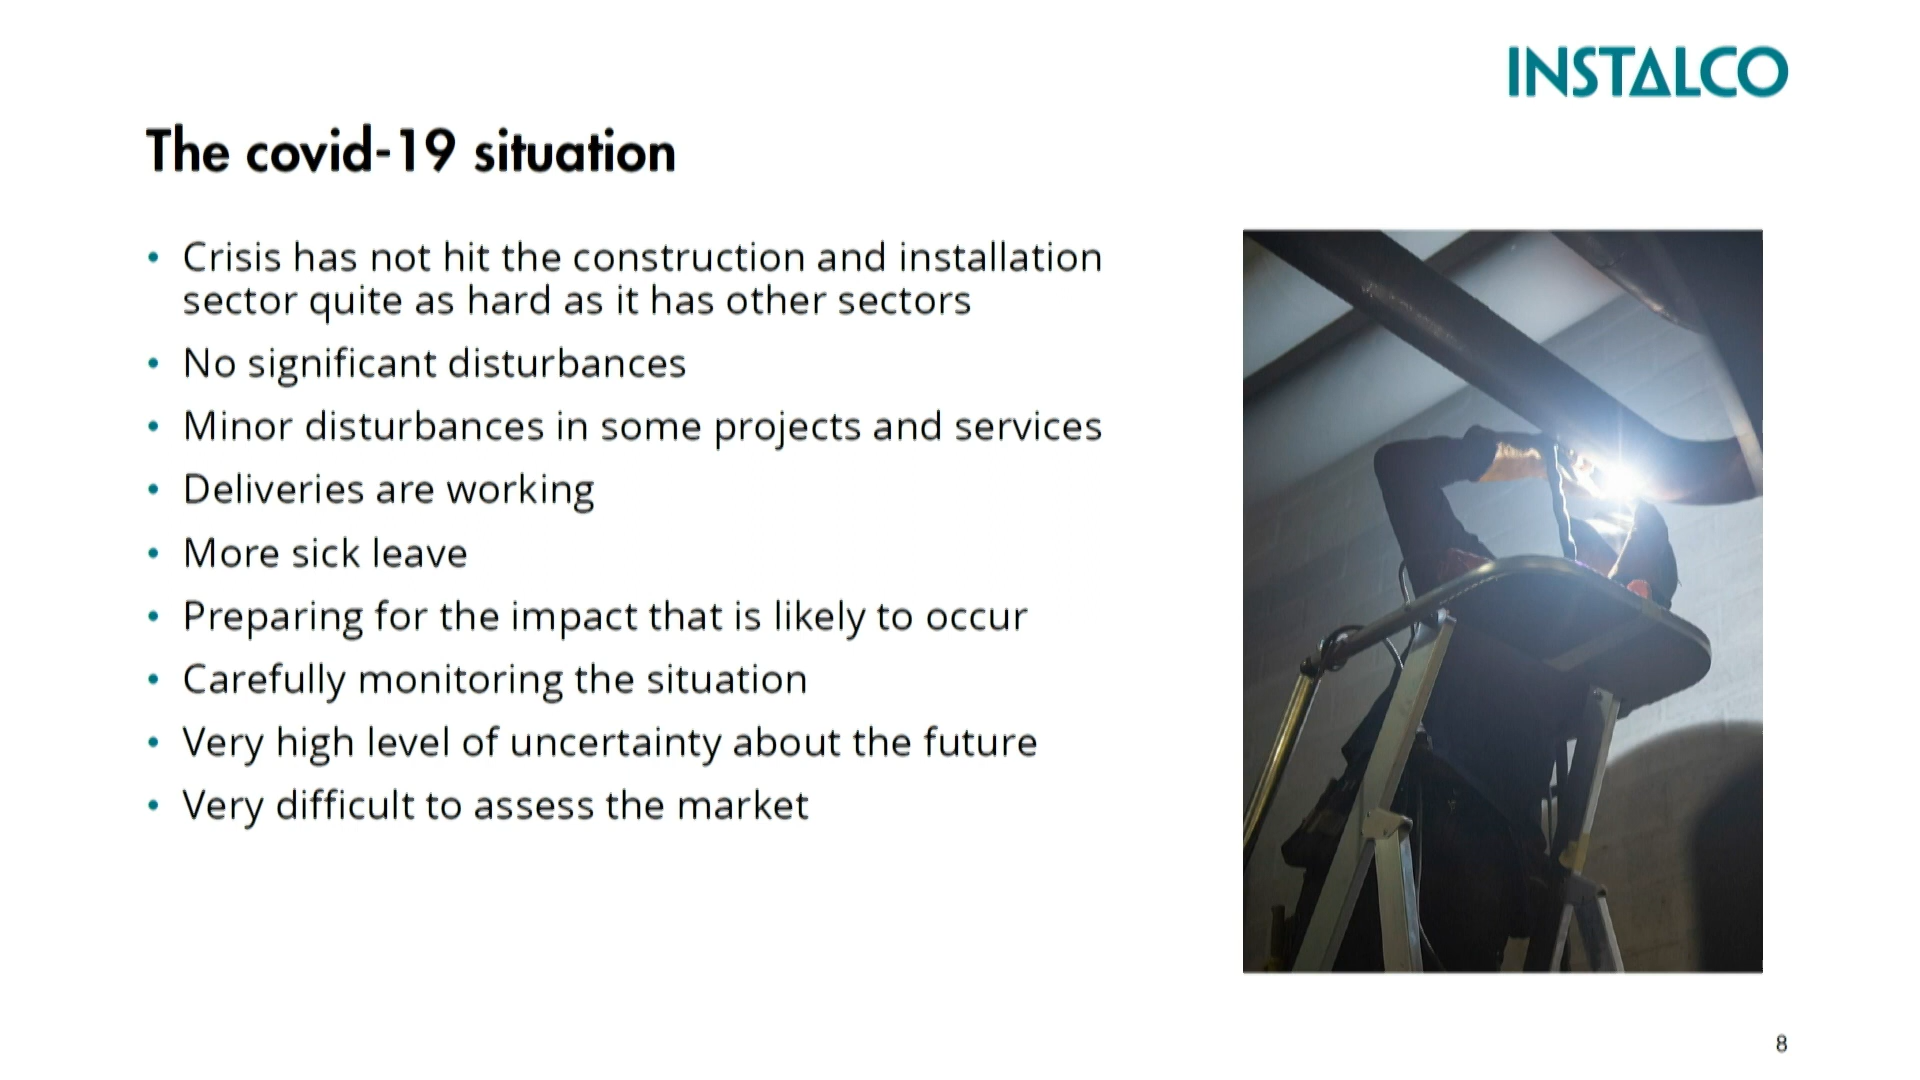 INSTALCO
The covid-19 situation
• Crisis has not hit the construction and installation
sector quite as hard as it has other sectors
• No significant disturbances
• Minor disturbances in some projects and services
• Deliveries are working
• More sick leave
• Preparing for the impact that is likely to occur
• Carefully monitoring the situation
• Very high level of uncertainty about the future
• Very difficult to assess the market
8